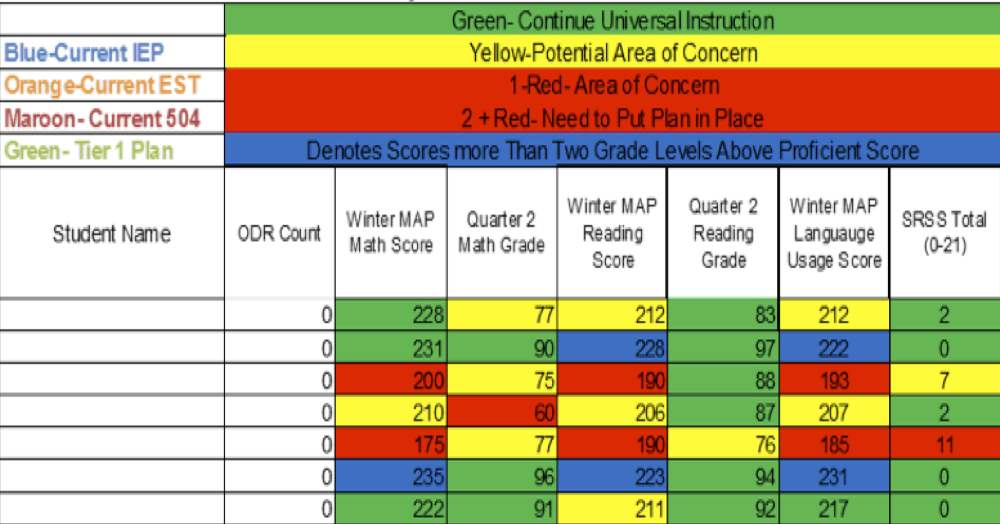 Green- Continue Universal Instruction
Blue-Current IEP Yellow-Potential Area of Concern
Orange-Current EST 1-Red- Area of Concern
Maroon- Current 504 2 + Red- Need to Put Plan in Place
Green- Tier 1 Plan Denotes Scores more Than Two Grade Levels Above Proficient Score
Student Name
ODR Count
Winter MAP
Math Score
Quarter 2
Math Grade
Winter MAP
Reading
Score
Quarter 2
Reading
Grade
Winter MAP
Languauge
Usage Score
SRSS Total
(0-21)
0 228 77 212 83 212 2
0 231 90 228 97 222 0
0 200 75 190 88 193 7
0 210 60 206 87 207 2
0 175 77 190 76 185 11
0 235 96 223 94 231 0
0 222 91 211 92 217 0